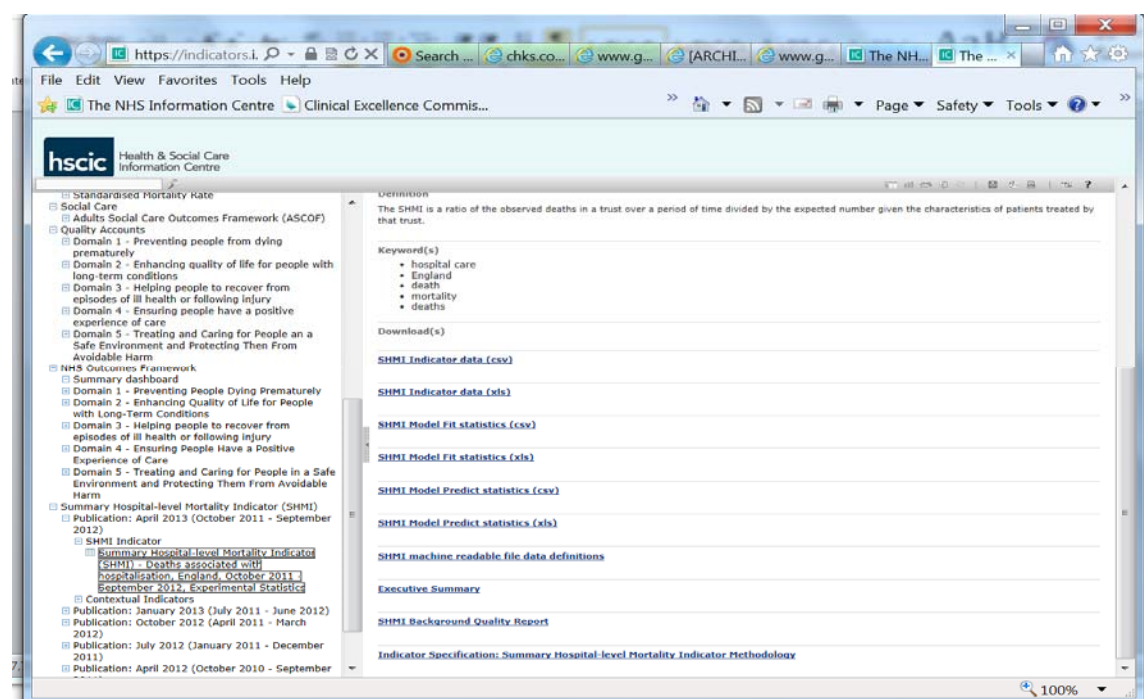 https://indicators.i.
Search ...
chks.co...
www.g...
[ARCHI...
www.g...
The NH...
The ...
File Edit View Favorites Tools Help
The NHS Information Centre
Clinical Excellence Commis...
Page
Safety
Tools
hscic Health & Social Care
Information Centre
Standardised Mortality Rate
Social Care
Adults Social Care Outcomes Framework (ASCOF)
Quality Accounts
Domain 1 - Preventing people from dying
prematurely
Domain 2 - Enhancing quality of life for people with
long-term conditions
Domain 3 - Helping people to recover from
episodes of ill health or following injury
Domain 4 - Ensuring people have a positive
experience of care
Domain 5 - Treating and Caring for People an a
Safe Environment and Protecting Then From
Avoidable Harm
NHS Outcomes Framework
Summary dashboard
Domain 1 - Preventing People Dying Prematurely
Domain 2 - Enhancing Quality of Life for People
with Long-Term Conditions
Domain 3 - Helping people to recover from
episodes of ill health or following injury
Domain 4 - Ensuring People Have a Positive
Experience of Care
Domain 5 - Treating and Caring for People in a Safe
Environment and Protecting Them From Avoidable
Harm
Summary Hospital-level Mortality Indicator (SHMI)
Publication: April 2013 (October 2011 - September
2012)
SHMI Indicator
Summary Hospital-level Mortality Indicator
(SHMI) - Deaths associated with
hospitalisation, England, October 2011 -
September 2012, Experimental Statistics
Contextual Indicators
Publication: January 2013 (July 2011 - June 2012)
Publication: October 2012 (April 2011 - March
2012)
Publication: July 2012 (January 2011 - December
2011)
Publication: April 2012 (October 2010 - September
Definition
The SHMI is a ratio of the observed deaths in a trust over a period of time divided by the expected number given the characteristics of patients treated by
that trust.
Keyword(s)
• hospital care
• England
• death
• mortality
• deaths
Download(s)
SHMI Indicator data (csv)
SHMI Indicator data (xls)
SHMI Model Fit statistics (csv)
SHMI Model Fit statistics (xls)
SHMI Model Predict statistics (csv)
SHMI Model Predict statistics (xls)
SHMI machine readable file data definitions
Executive Summary
SHMI Background Quality Report
Indicator Specification: Summary Hospital-level Mortality Indicator Methodology
100%